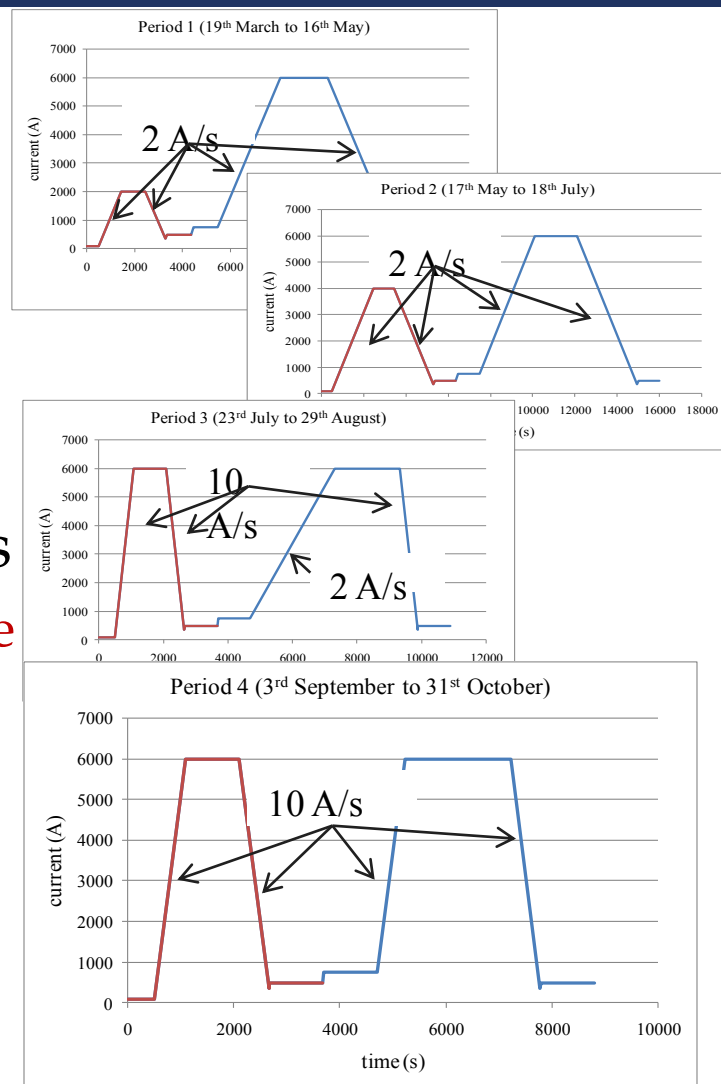 Period 1 (19th March to 16th May)
7000
6000
5000
4000
3000
2000
1000
0
current (A)
2 A/s
0 2000 4000 6000
Period 2 (17th May to 18th July)
7000
6000
5000
4000
3000
2000
1000
0
current (A)
2 A/s
10000 12000 14000 16000 18000
(s)
Period 3 (23rd July to 29th August)
7000
6000
5000
4000
3000
2000
1000
0
current (A)
10
A/s
2 A/s
0 2000 4000 6000 8000 10000 12000
s
e
Period 4 (3rd September to 31st October)
7000
6000
5000
4000
3000
2000
1000
0
current (A)
10 A/s
0 2000 4000 6000 8000 10000
time (s)